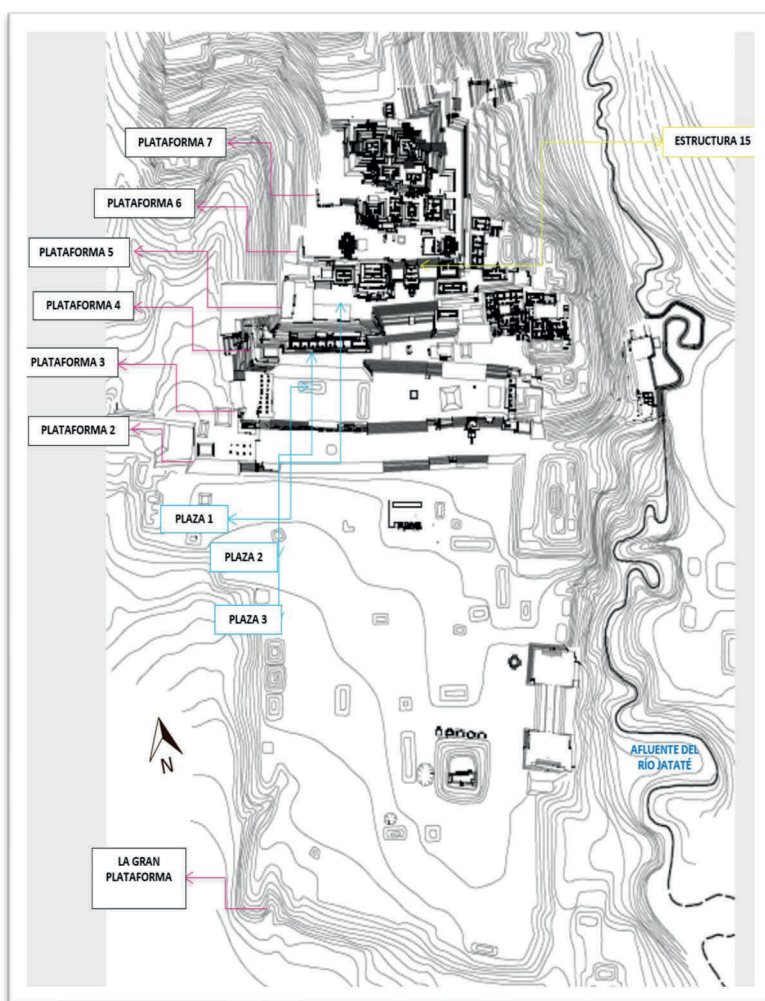 PLATAFORMA 7
ESTRUCTURA 15
PLATAFORMA 6
PLATAFORMA 5
PLATAFORMA 4
PLATAFORMA 3
PLATAFORMA 2
PLAZA 1
PLAZA 2
PLAZA 3
N
AFLUENTE DEL
RÍO JATATÉ
LA GRAN
PLATAFORMA